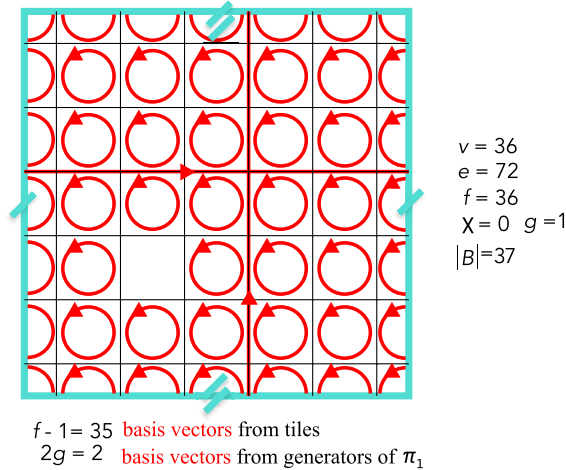 v = 36
e = 72
f = 36
χ = 0 g = 1
|B| = 37
f - 1 = 35 basis vectors from tiles
2g = 2 basis vectors from generators of π₁